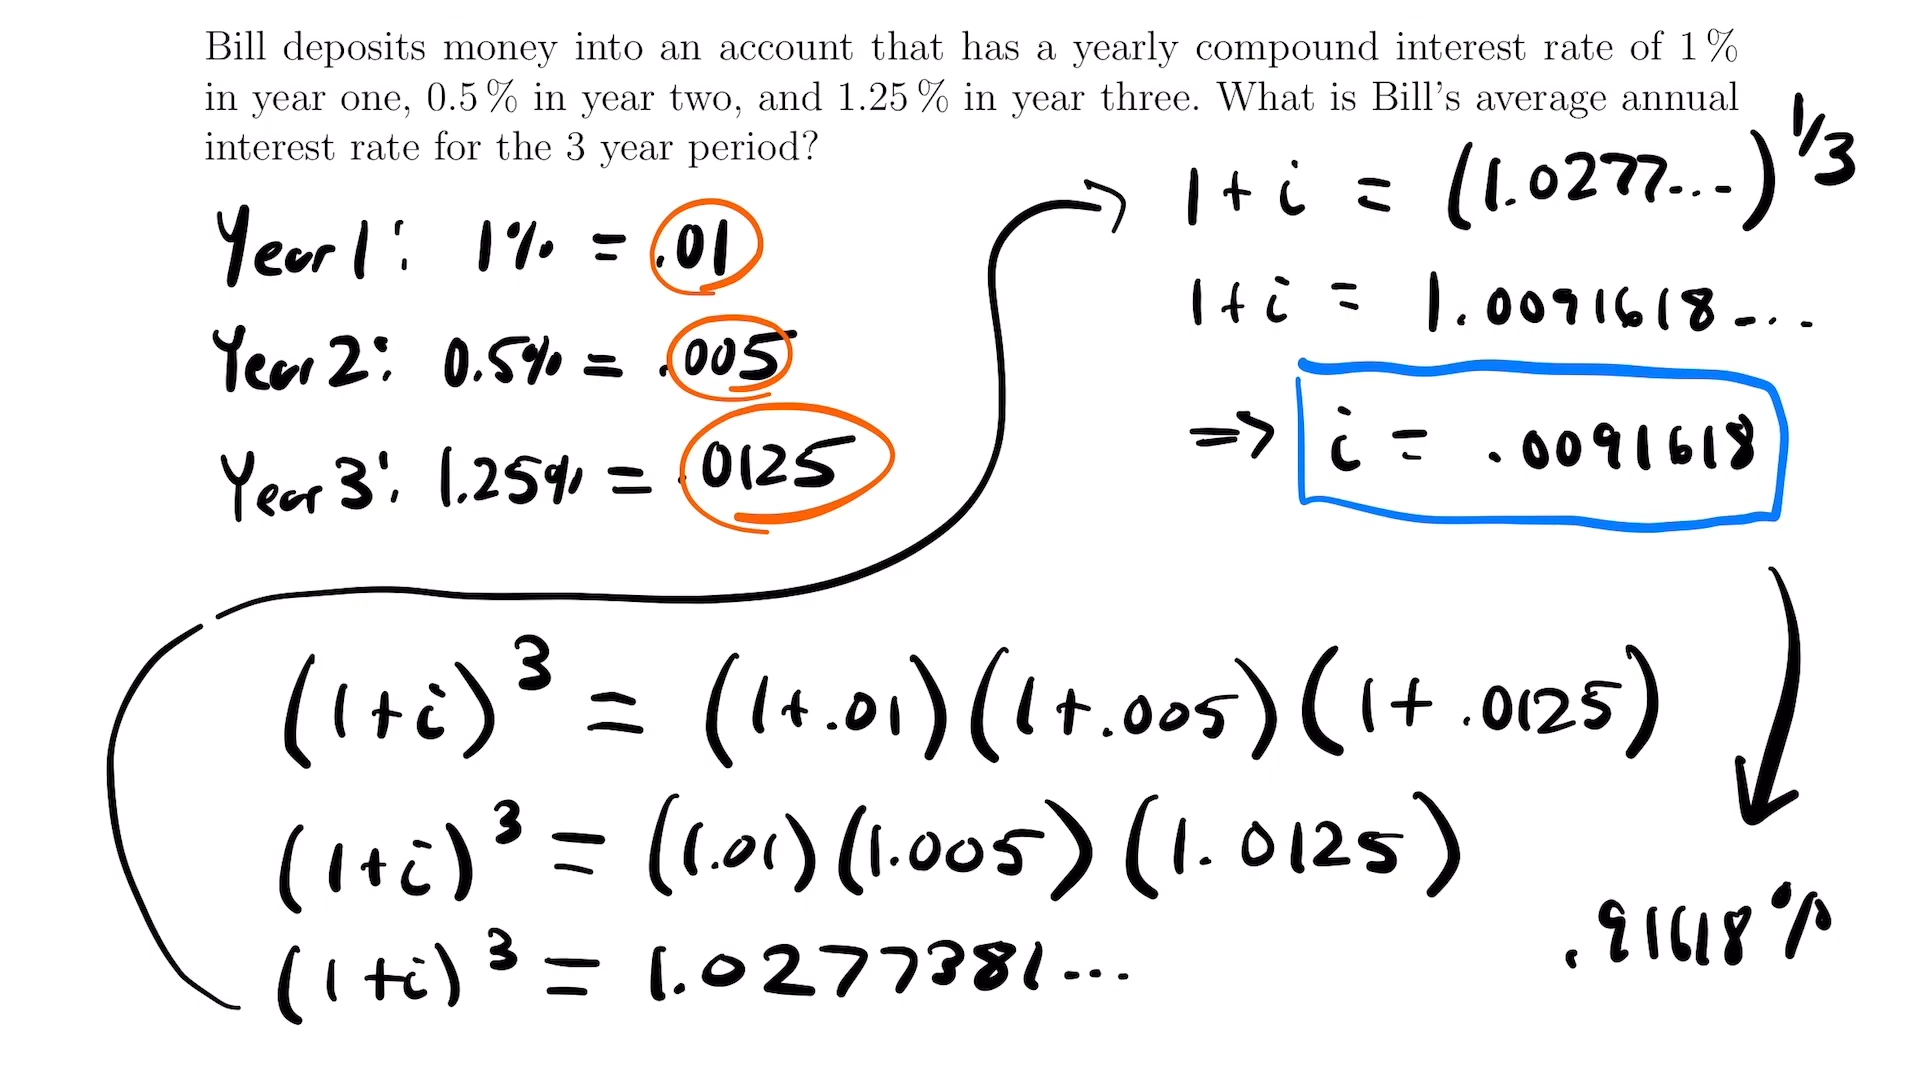 Bill deposits money into an account that has a yearly compound interest rate of 1 %
in year one, 0.5 % in year two, and 1.25 % in year three. What is Bill's average annual
interest rate for the 3 year period?
Year 1: 1% = .01
Year 2: 0.5% = .005
Year 3: 1.25% = .0125
(1+i)^3 = (1+.01)(1+.005)(1+.0125)
(1+i)^3 = (1.01)(1.005)(1.0125)
(1+i)^3 = 1.0277381...
1+i = (1.0277...)^1/3
1+i = 1.0091618...
⇒ i = .0091618
.91618%